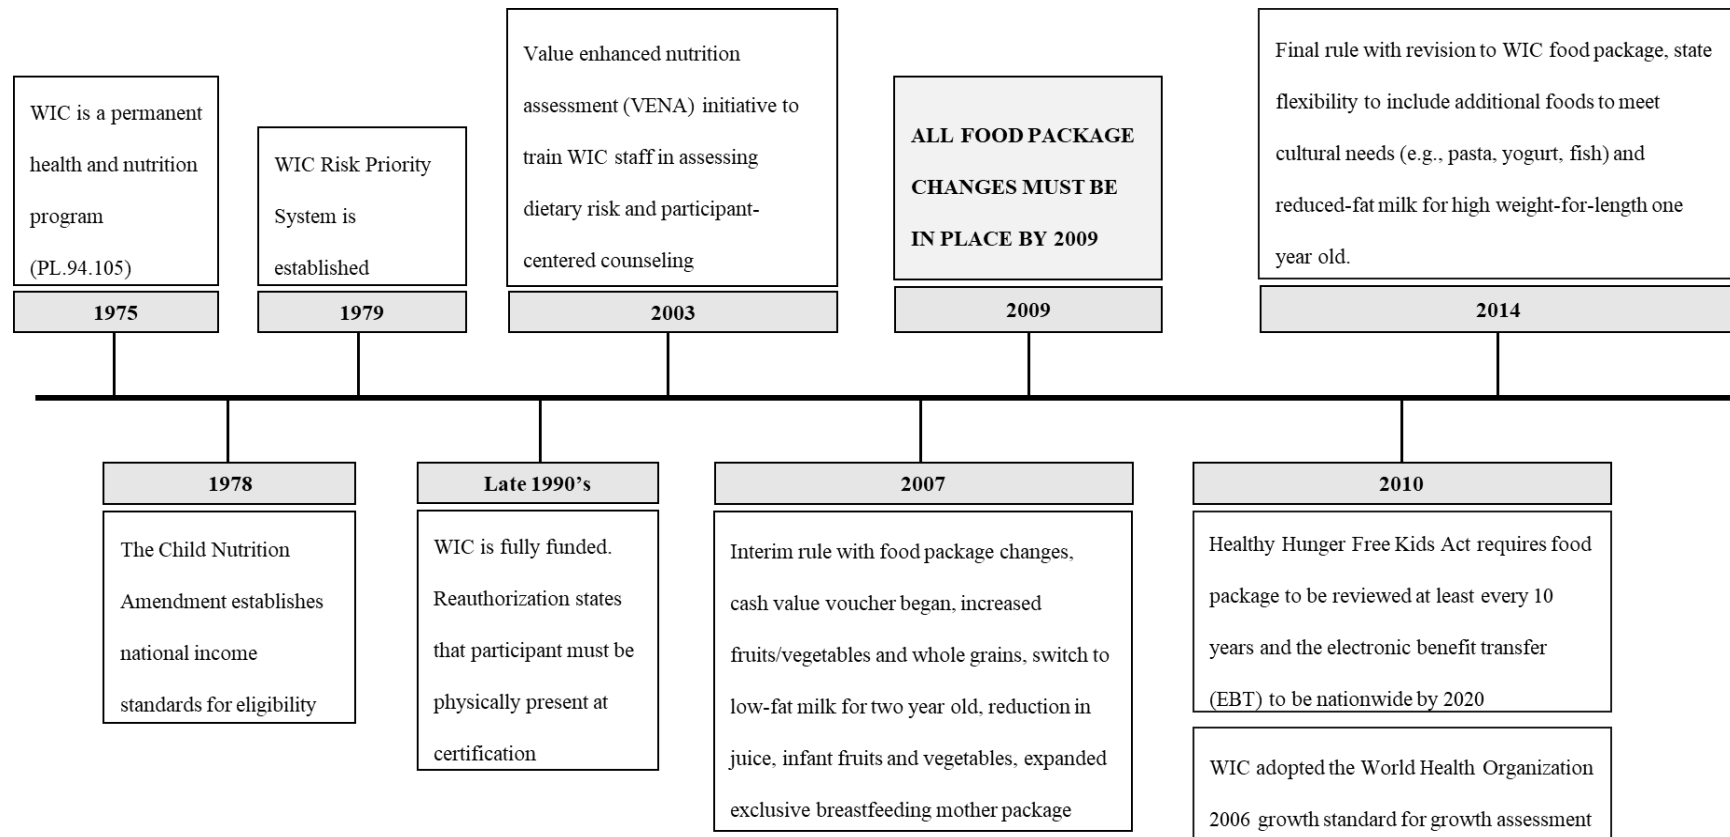 WIC is a permanent
health and nutrition
program
(PL.94.105)
1975
WIC Risk Priority
System is
established
1979
Value enhanced nutrition
assessment (VENA) initiative to
train WIC staff in assessing
dietary risk and participant-
centered counseling
2003
ALL FOOD PACKAGE
CHANGES MUST BE
IN PLACE BY 2009
2009
Final rule with revision to WIC food package, state
flexibility to include additional foods to meet
cultural needs (e.g., pasta, yogurt, fish) and
reduced-fat milk for high weight-for-length one
year old.
2014
1978
The Child Nutrition
Amendment establishes
national income
standards for eligibility
Late 1990’s
WIC is fully funded.
Reauthorization states
that participant must be
physically present at
certification
2007
Interim rule with food package changes,
cash value voucher began, increased
fruits/vegetables and whole grains, switch to
low-fat milk for two year old, reduction in
juice, infant fruits and vegetables, expanded
exclusive breastfeeding mother package
2010
Healthy Hunger Free Kids Act requires food
package to be reviewed at least every 10
years and the electronic benefit transfer
(EBT) to be nationwide by 2020
WIC adopted the World Health Organization
2006 growth standard for growth assessment